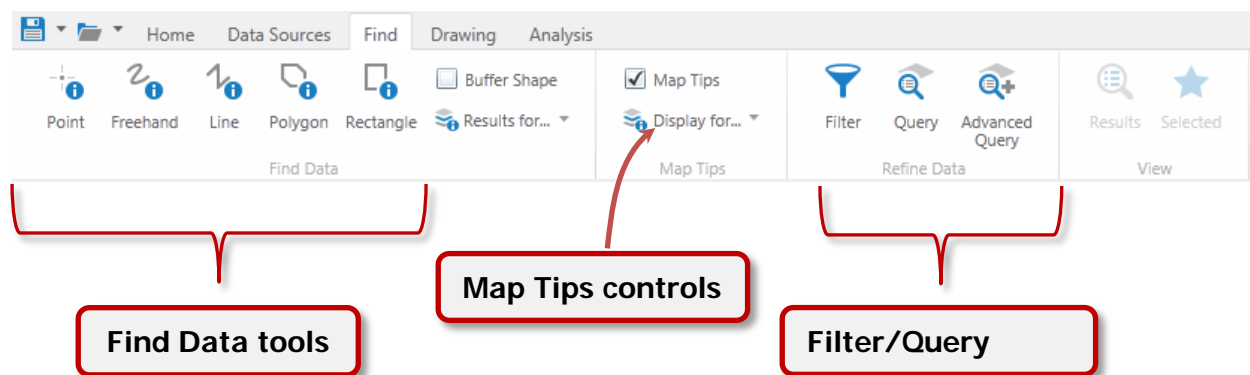 Home Data Sources Find Drawing Analysis
Buffer Shape Map Tips
Point Freehand Line Polygon Rectangle Results for... Display for... Filter Query Advanced Query Results Selected
Find Data Map Tips Refine Data View
Map Tips controls
Find Data tools Filter/Query